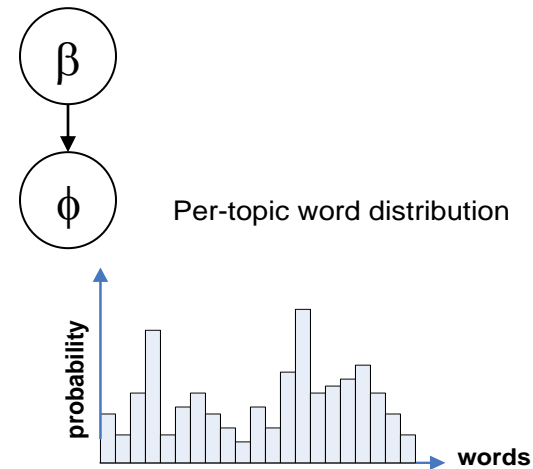 β
ϕ
Per-topic word distribution
probability
words